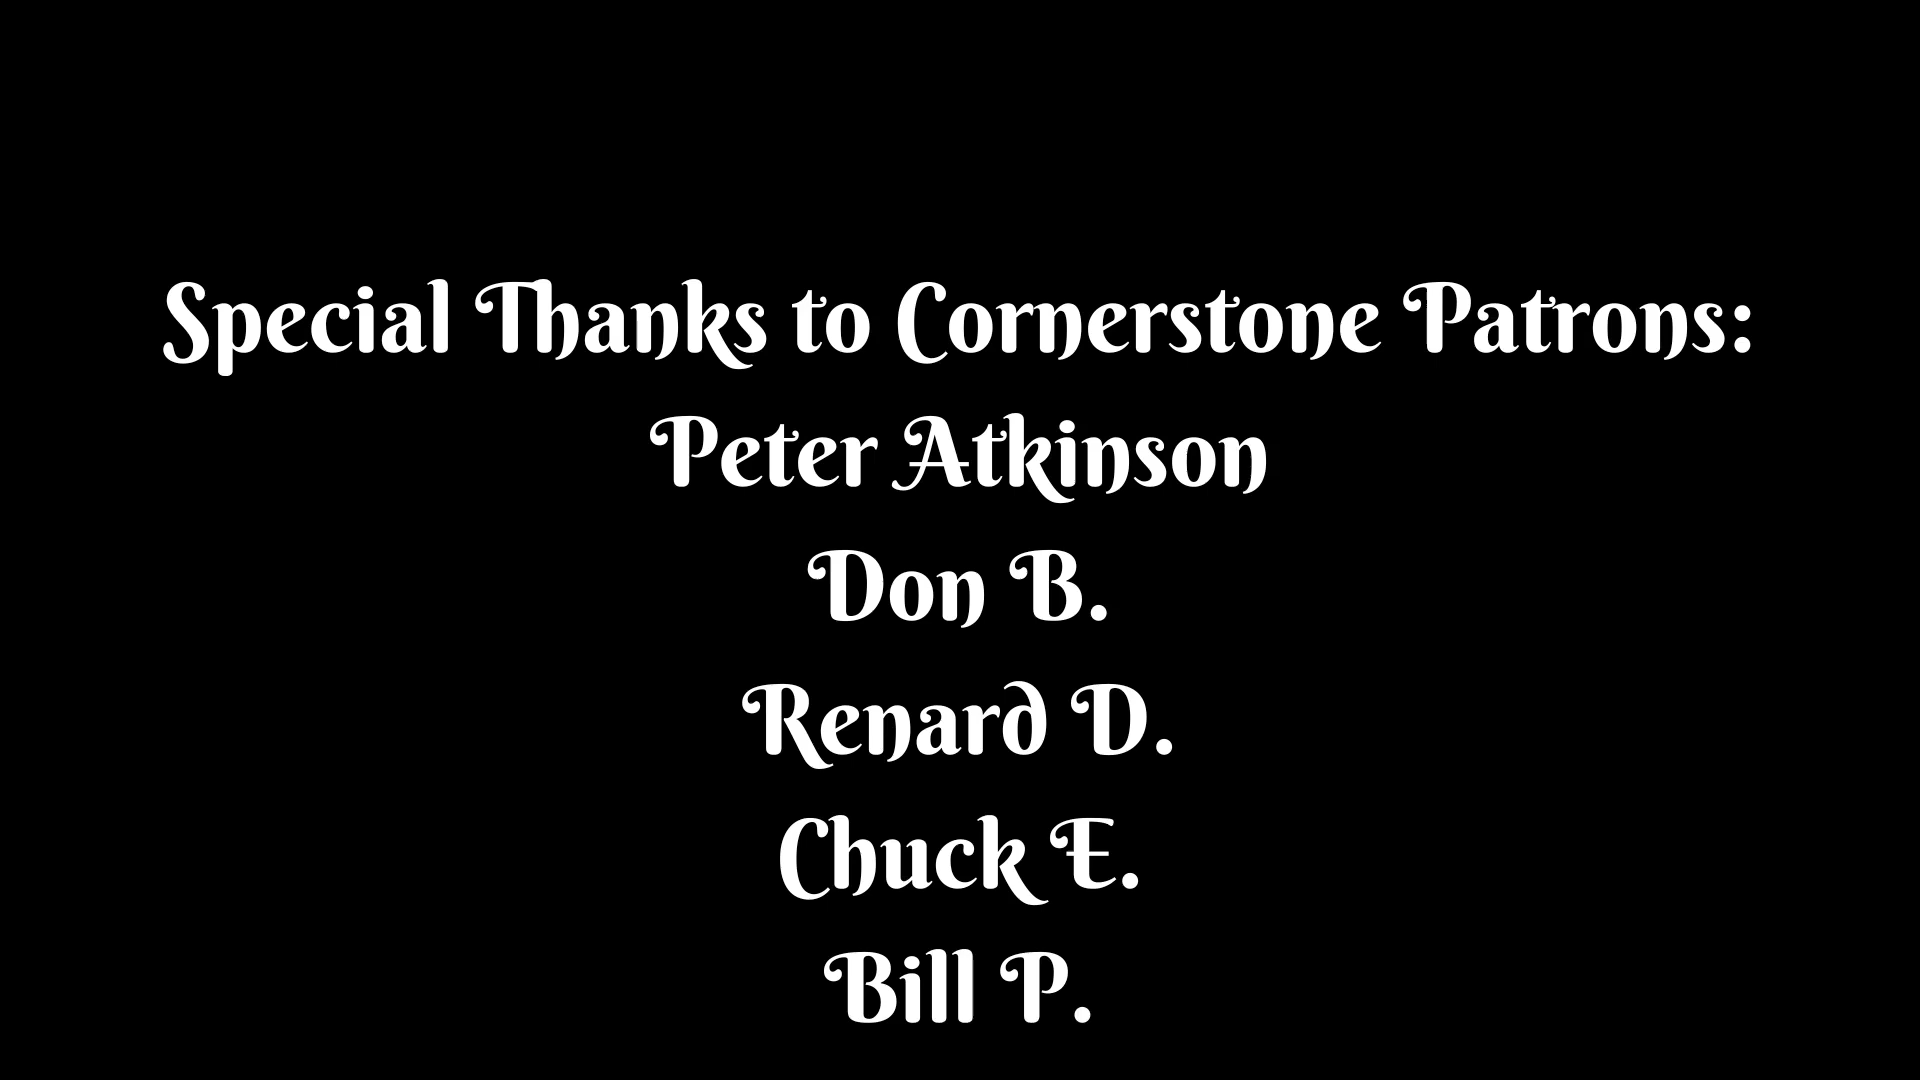 Special Thanks to Cornerstone Patrons:
Peter Atkinson
Don B.
Renard D.
Chuck E.
Bill P.